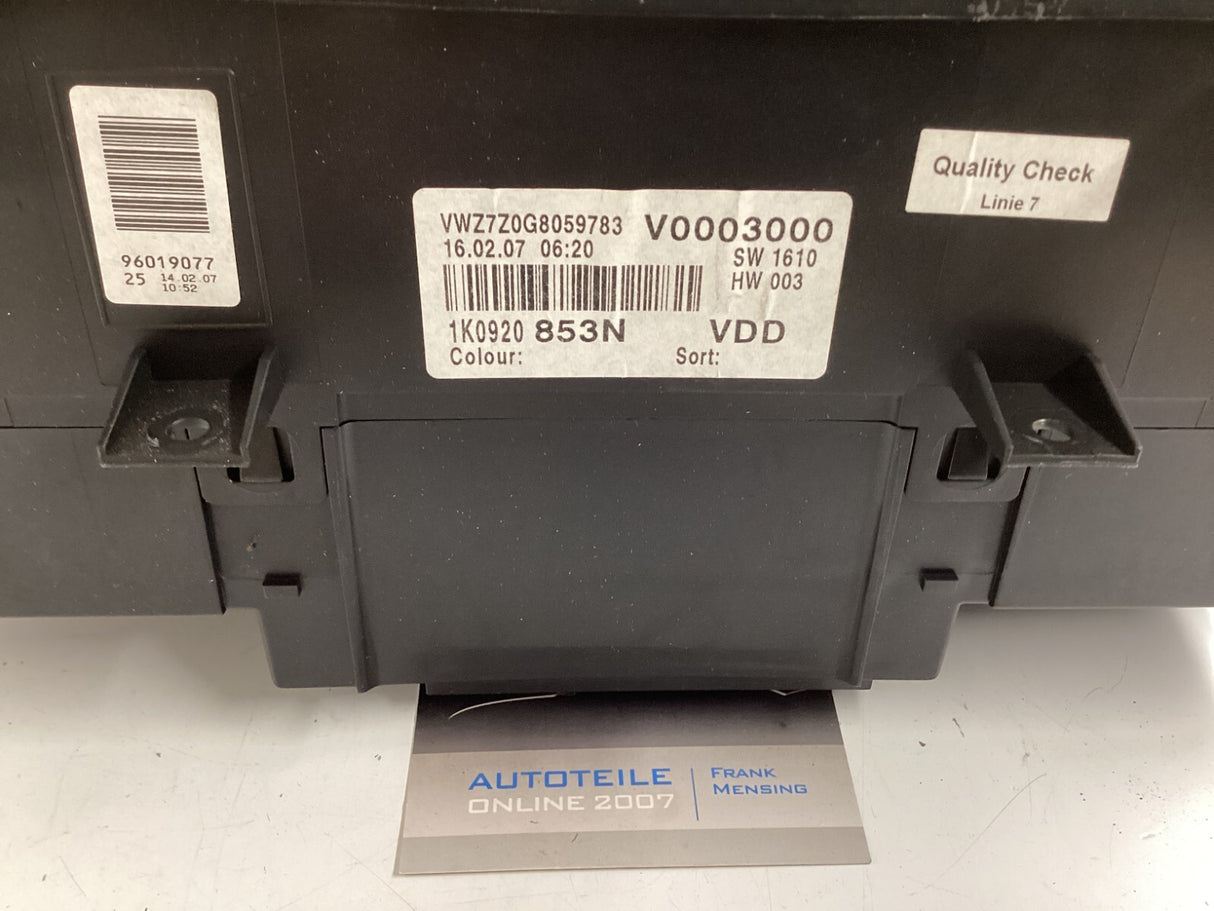 96019077
25 14.02.07
10:52
VWZ7Z0G8059783 V0003000
16.02.07 06:20 SW 1610
HW 003
1K0920 853N VDD
Colour: Sort:
Quality Check
Linie 7
AUTOTEILE
ONLINE 2007
FRANK
MENSING